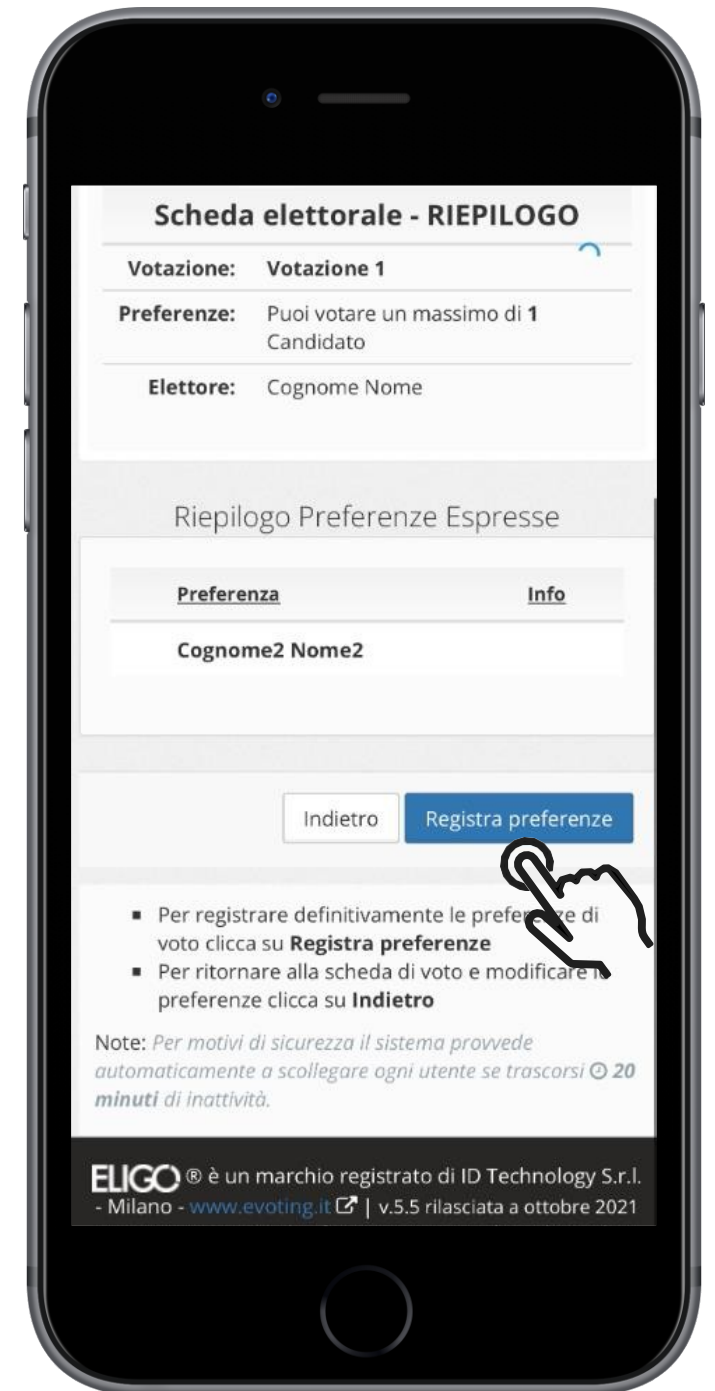 Scheda elettorale - RIEPILOGO
Votazione: Votazione 1
Preferenze: Puoi votare un massimo di 1
Candidato
Elettore: Cognome Nome
Riepilogo Preferenze Espresse
Preferenza Info
Cognome2 Nome2
Indietro Registra preferenze
▪ Per registrare definitivamente le preferenze di
voto clicca su Registra preferenze
▪ Per ritornare alla scheda di voto e modificare le
preferenze clicca su Indietro
Note: Per motivi di sicurezza il sistema provvede
automaticamente a scollegare ogni utente se trascorsi 20
minuti di inattività.
ELIGO ® è un marchio registrato di ID Technology S.r.l.
- Milano - www.evoting.it | v.5.5 rilasciata a ottobre 2021